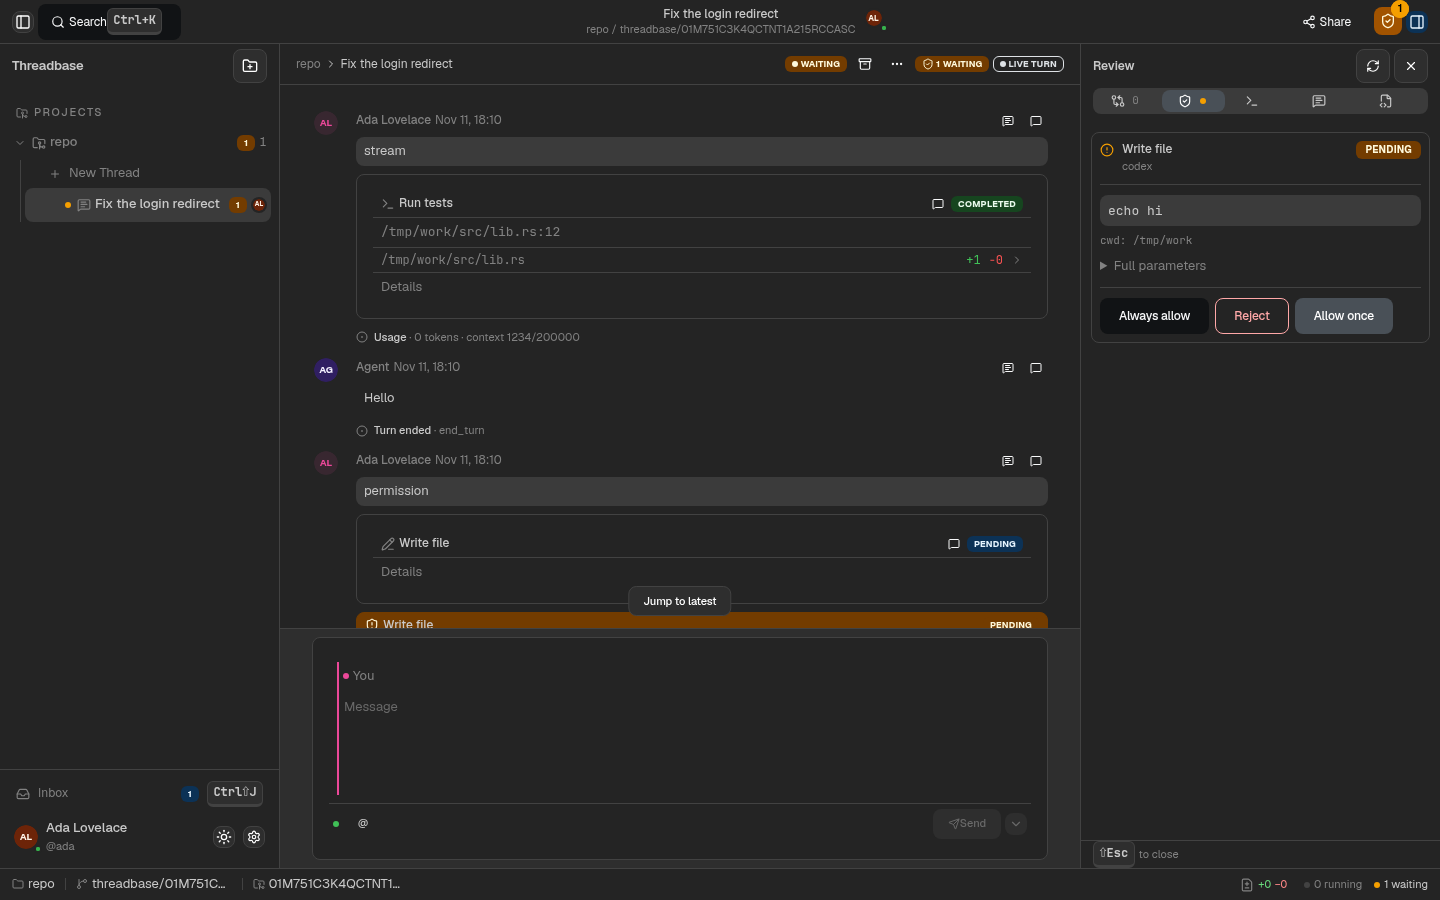 Search Ctrl+K
Fix the login redirect
repo / threadbase/01M751C3K4QCTNT1A215RCCASC
AL
Share
1
Threadbase
PROJECTS
repo 1 1
New Thread
Fix the login redirect 1 AL
Inbox 1 Ctrl⇧J
AL Ada Lovelace
@ada
repo > Fix the login redirect
WAITING
1 WAITING
LIVE TURN
AL Ada Lovelace Nov 11, 18:10
stream
Run tests COMPLETED
/tmp/work/src/lib.rs:12
/tmp/work/src/lib.rs +1 -0
Details
Usage · 0 tokens · context 1234/200000
AG Agent Nov 11, 18:10
Hello
Turn ended · end_turn
AL Ada Lovelace Nov 11, 18:10
permission
Write file PENDING
Details
Jump to latest
Write file PENDING
You
Message
@
Send
Review
0
Write file PENDING
codex
echo hi
cwd: /tmp/work
Full parameters
Always allow Reject Allow once
⇧Esc to close
repo threadbase/01M751C... 01M751C3K4QCTNT1...
+0 −0 0 running 1 waiting